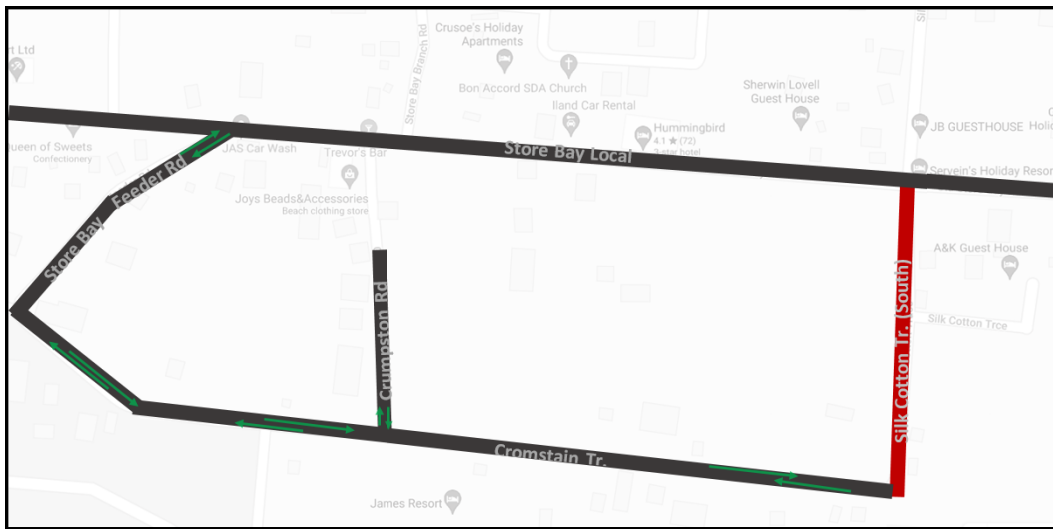 Crusoe's Holiday
Apartments
rt Ltd
Store Bay Branch Rd
Bon Accord SDA Church
Sherwin Lovell
Guest House
Iland Car Rental
Hummingbird
4.1 ★ (72)
3-star hotel
JB GUESTHOUSE
Holi
ueen of Sweets
Confectionery
JAS Car Wash
Trevor's Bar
Store Bay Local
Servein's Holiday Resor
Joys Beads&Accessories
Beach clothing store
Store Bay Feeder Rd
A&K Guest House
Silk Cotton Trce
Crumpston Rd
Silk Cotton Tr. (South)
Cromstain Tr.
James Resort